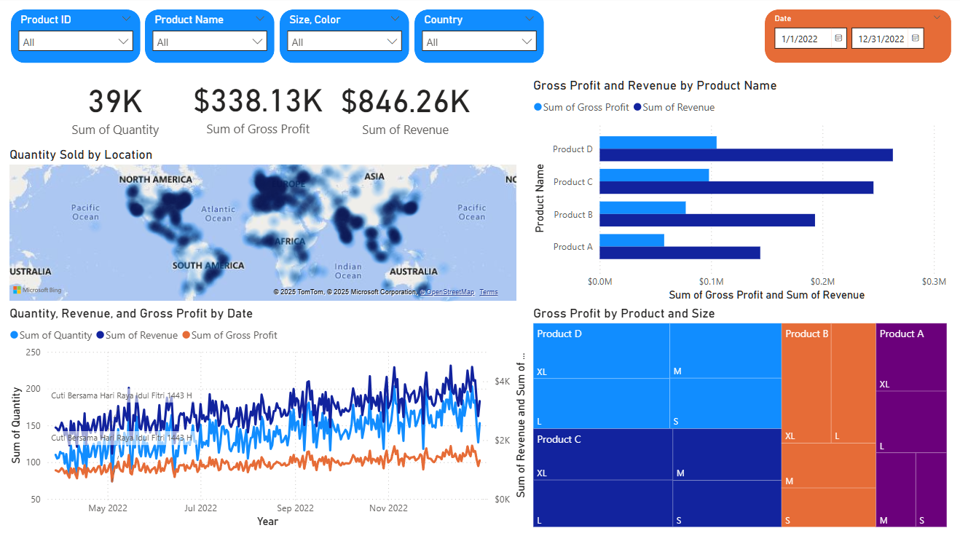 Product ID
All
Product Name
All
Size, Color
All
Country
All
Date
1/1/2022
12/31/2022
39K
Sum of Quantity
$338.13K
Sum of Gross Profit
$846.26K
Sum of Revenue
Quantity Sold by Location
NORTH AMERICA
ASIA
Pacific
Ocean
Atlantic
Ocean
AFRICA
Pacific
Ocean
USTRALIA
SOUTH AMERICA
Indian
Ocean
AUSTRALIA
Microsoft Bing
© 2025 TomTom, © 2025 Microsoft Corporation, © OpenStreetMap Terms
Gross Profit and Revenue by Product Name
Sum of Gross Profit
Sum of Revenue
Product Name
Product D
Product C
Product B
Product A
$0.0M
$0.1M
$0.2M
$0.3M
Sum of Gross Profit and Sum of Revenue
Quantity, Revenue, and Gross Profit by Date
Sum of Quantity
Sum of Revenue
Sum of Gross Profit
Sum of Quantity
250
200
150
100
50
Cuti Bersama Hari Raya Idul Fitri 1443 H
Cuti Bersama Hari Raya Idul Fitri 1443 H
$4K
$2K
$0K
Sum of Revenue and Sum of ...
May 2022
Jul 2022
Sep 2022
Nov 2022
Year
Gross Profit by Product and Size
Product D
XL
M
L
S
Product C
XL
M
L
S
Product B
XL
L
M
S
Product A
XL
L
M
S